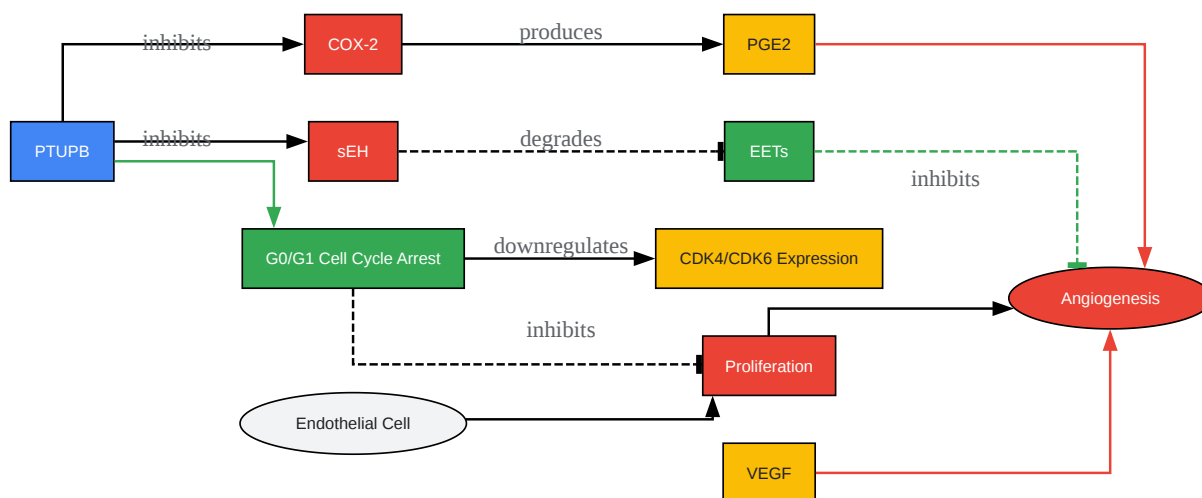 inhibits
COX-2
produces
PGE2
PTUPB
inhibits
sEH
degrades
EETs
inhibits
G0/G1 Cell Cycle Arrest
downregulates
CDK4/CDK6 Expression
Angiogenesis
inhibits
Proliferation
Endothelial Cell
VEGF